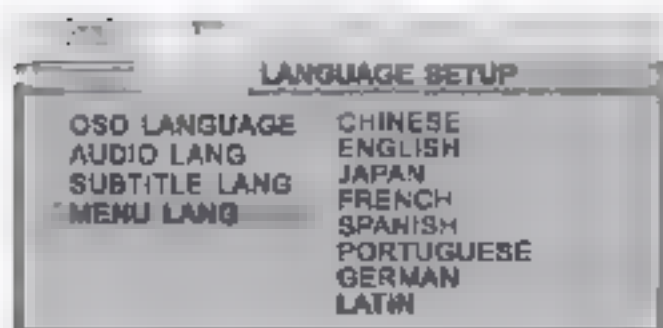 LANGUAGE SETUP
OSO LANGUAGE
AUDIO LANG
SUBTITLE LANG
MENU LANG
CHINESE
ENGLISH
JAPAN
FRENCH
SPANISH
PORTUGUESE
GERMAN
LATIN